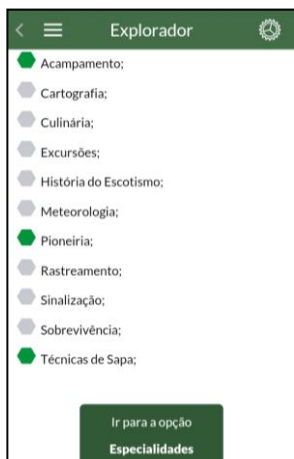 Explorador
Acampamento;
Cartografia;
Culinária;
Excursões;
História do Escotismo;
Meteorologia;
Pioneiria;
Rastreamento;
Sinalização;
Sobrevivência;
Técnicas de Sapa;
Ir para a opção
Especialidades